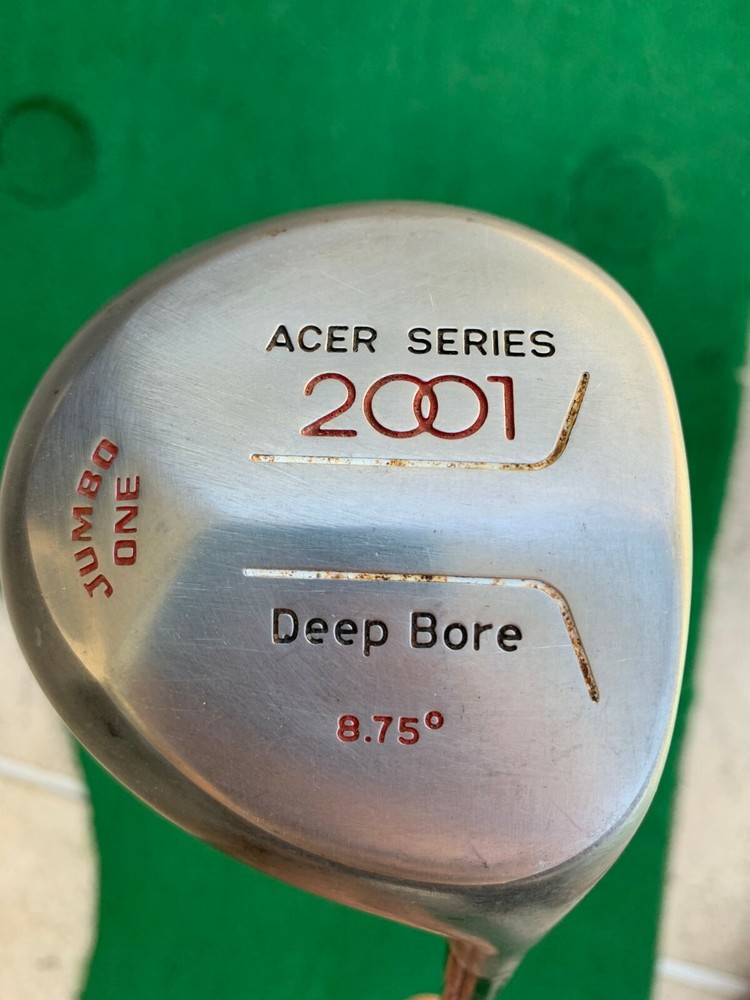 ACER SERIES
2001
JUMBO
ONE
Deep Bore
8.75°